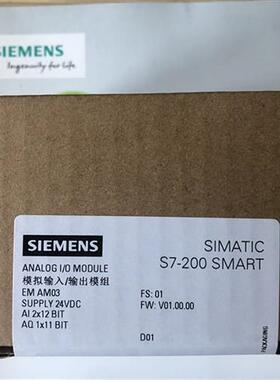 SIEMENS
Ingenuity for life
SIEMENS
SIMATIC
S7-200 SMART
ANALOG I/O MODULE
模拟输入/输出模组
EM AM03
SUPPLY 24VDC
AI 2x12 BIT
AQ 1x11 BIT
FS: 01
FW: V01.00.00
D01
PACKAGING